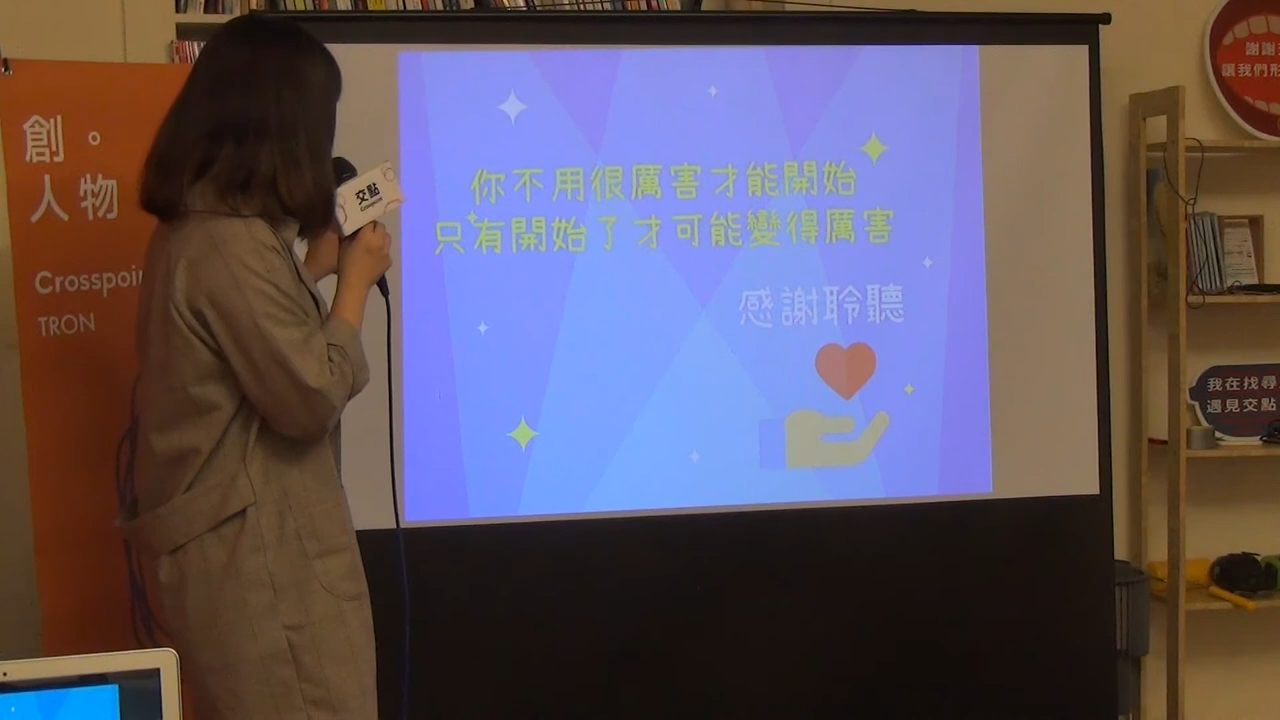 創。
人物
Crosspoi
TRON
交點
Crosspoint
你不用很厲害才能開始
只有開始了才可能變得厲害
感謝聆聽
謝謝
讓我們形
我在找尋
遇見交點